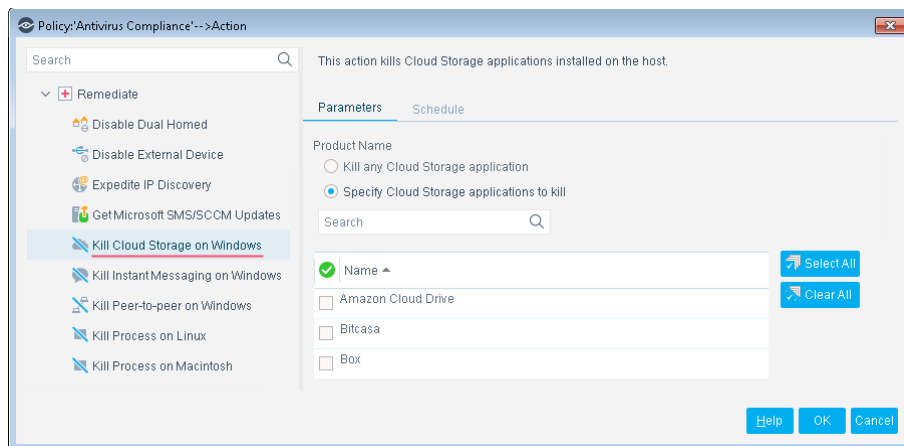 Policy:'Antivirus Compliance'-->Action
Search
Remediate
Disable Dual Homed
Disable External Device
Expedite IP Discovery
Get Microsoft SMS/SCCM Updates
Kill Cloud Storage on Windows
Kill Instant Messaging on Windows
Kill Peer-to-peer on Windows
Kill Process on Linux
Kill Process on Macintosh
This action kills Cloud Storage applications installed on the host.
Parameters Schedule
Product Name
Kill any Cloud Storage application
Specify Cloud Storage applications to kill
Search
Name
Amazon Cloud Drive
Bitcasa
Box
Select All
Clear All
Help OK Cancel